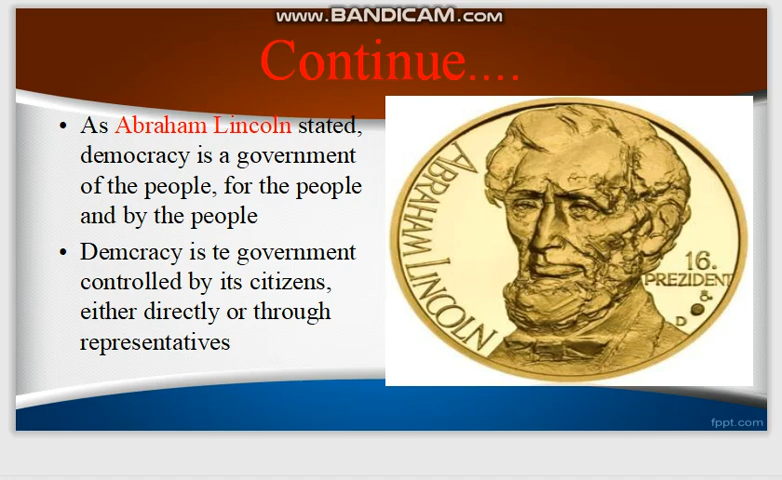 WWW.BANDICAM.COM
Continue....
• As Abraham Lincoln stated,
democracy is a government
of the people, for the people
and by the people
• Demcracy is te government
controlled by its citizens,
either directly or through
representatives
ABRAHAM LINCOLN
16.
PREZIDENT
&
D
fppt.com